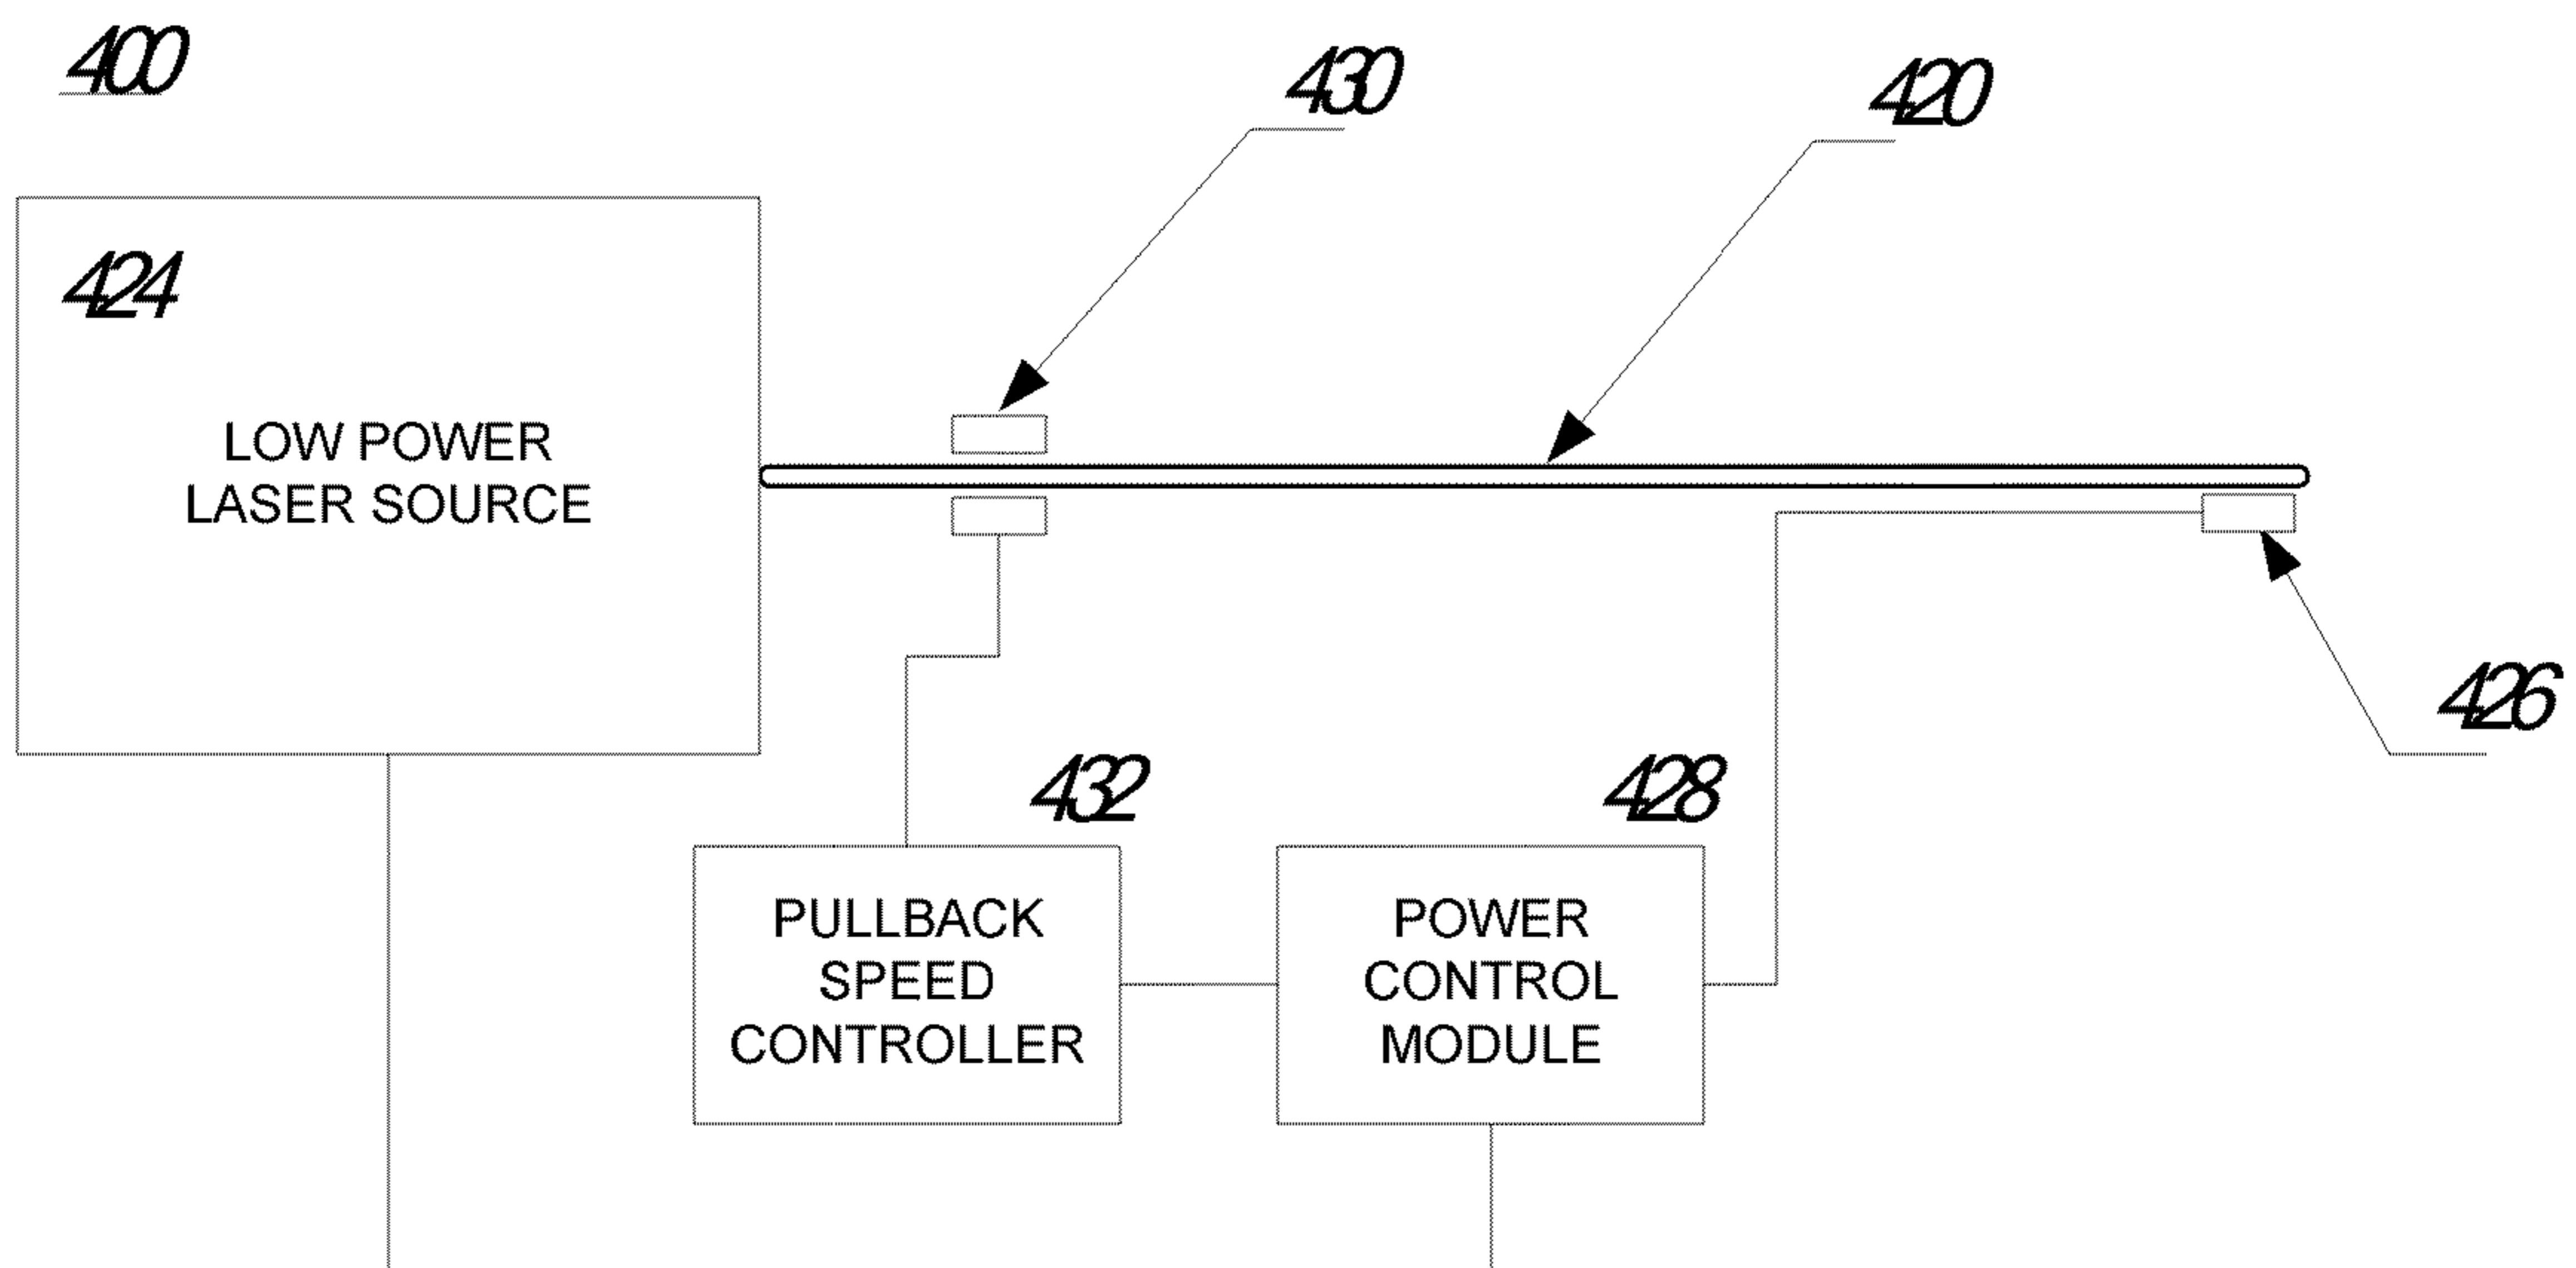 400
430
420
424
LOW POWER
LASER SOURCE
426
432
428
PULLBACK
SPEED
CONTROLLER
POWER
CONTROL
MODULE